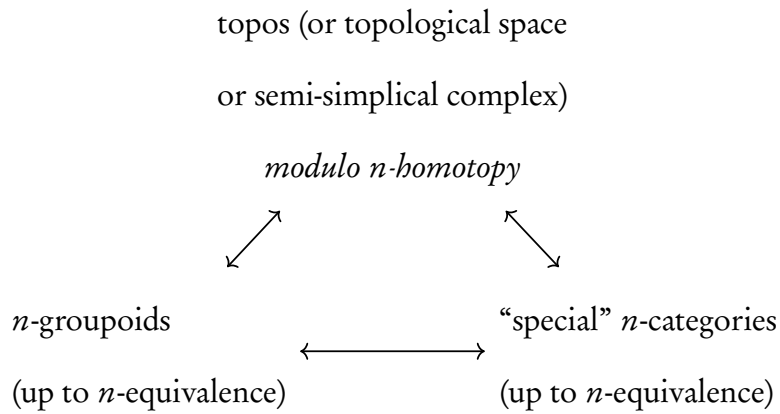 topos (or topological space
or semi-simplical complex)
modulo n-homotopy
n-groupoids
(up to n-equivalence)
“special” n-categories
(up to n-equivalence)